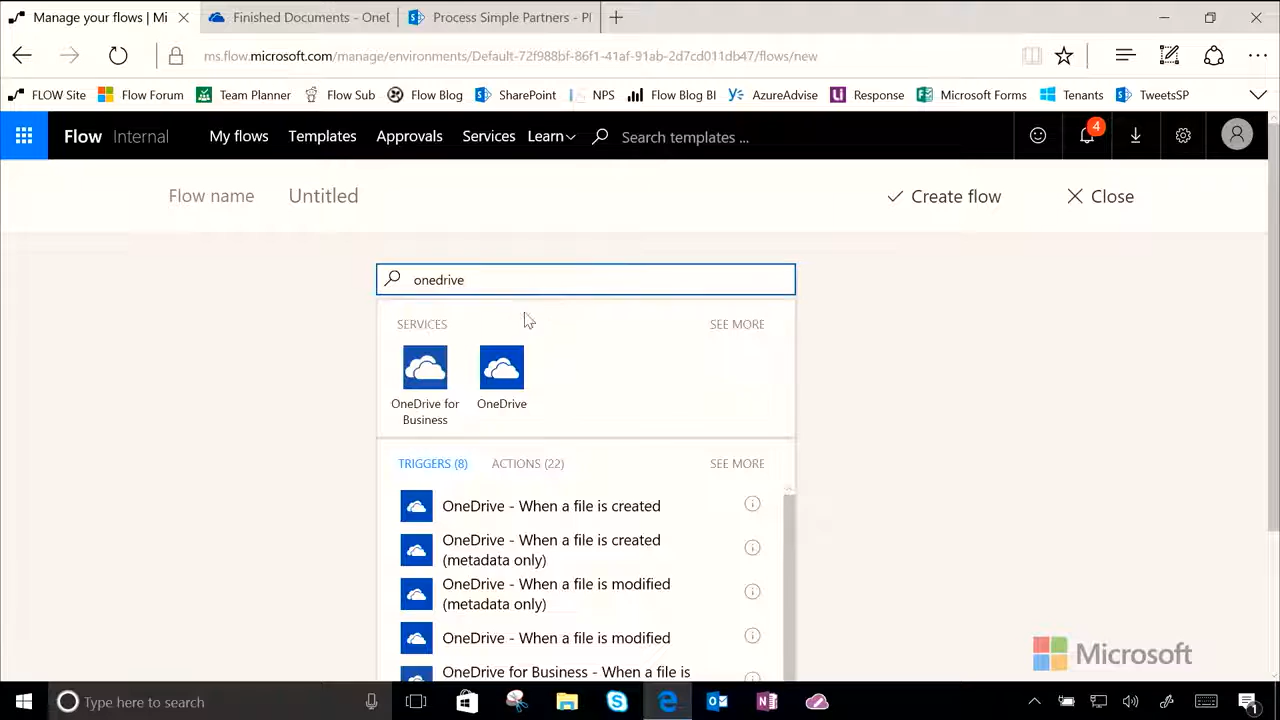 Manage your flows | Mi
Finished Documents - OneD
Process Simple Partners - Pl
ms.flow.microsoft.com/manage/environments/Default-72f988bf-86f1-41af-91ab-2d7cd011db47/flows/new
FLOW Site
Flow Forum
Team Planner
Flow Sub
Flow Blog
SharePoint
NPS
Flow Blog BI
AzureAdvise
Response
Microsoft Forms
Tenants
TweetsSP
Flow Internal
My flows
Templates
Approvals
Services
Learn
Search templates ...
4
Flow name
Untitled
Create flow
Close
onedrive
SERVICES
SEE MORE
OneDrive for
Business
OneDrive
TRIGGERS (8)
ACTIONS (22)
SEE MORE
OneDrive - When a file is created
OneDrive - When a file is created
(metadata only)
OneDrive - When a file is modified
(metadata only)
OneDrive - When a file is modified
OneDrive for Business - When a file is
Microsoft
Type here to search
1